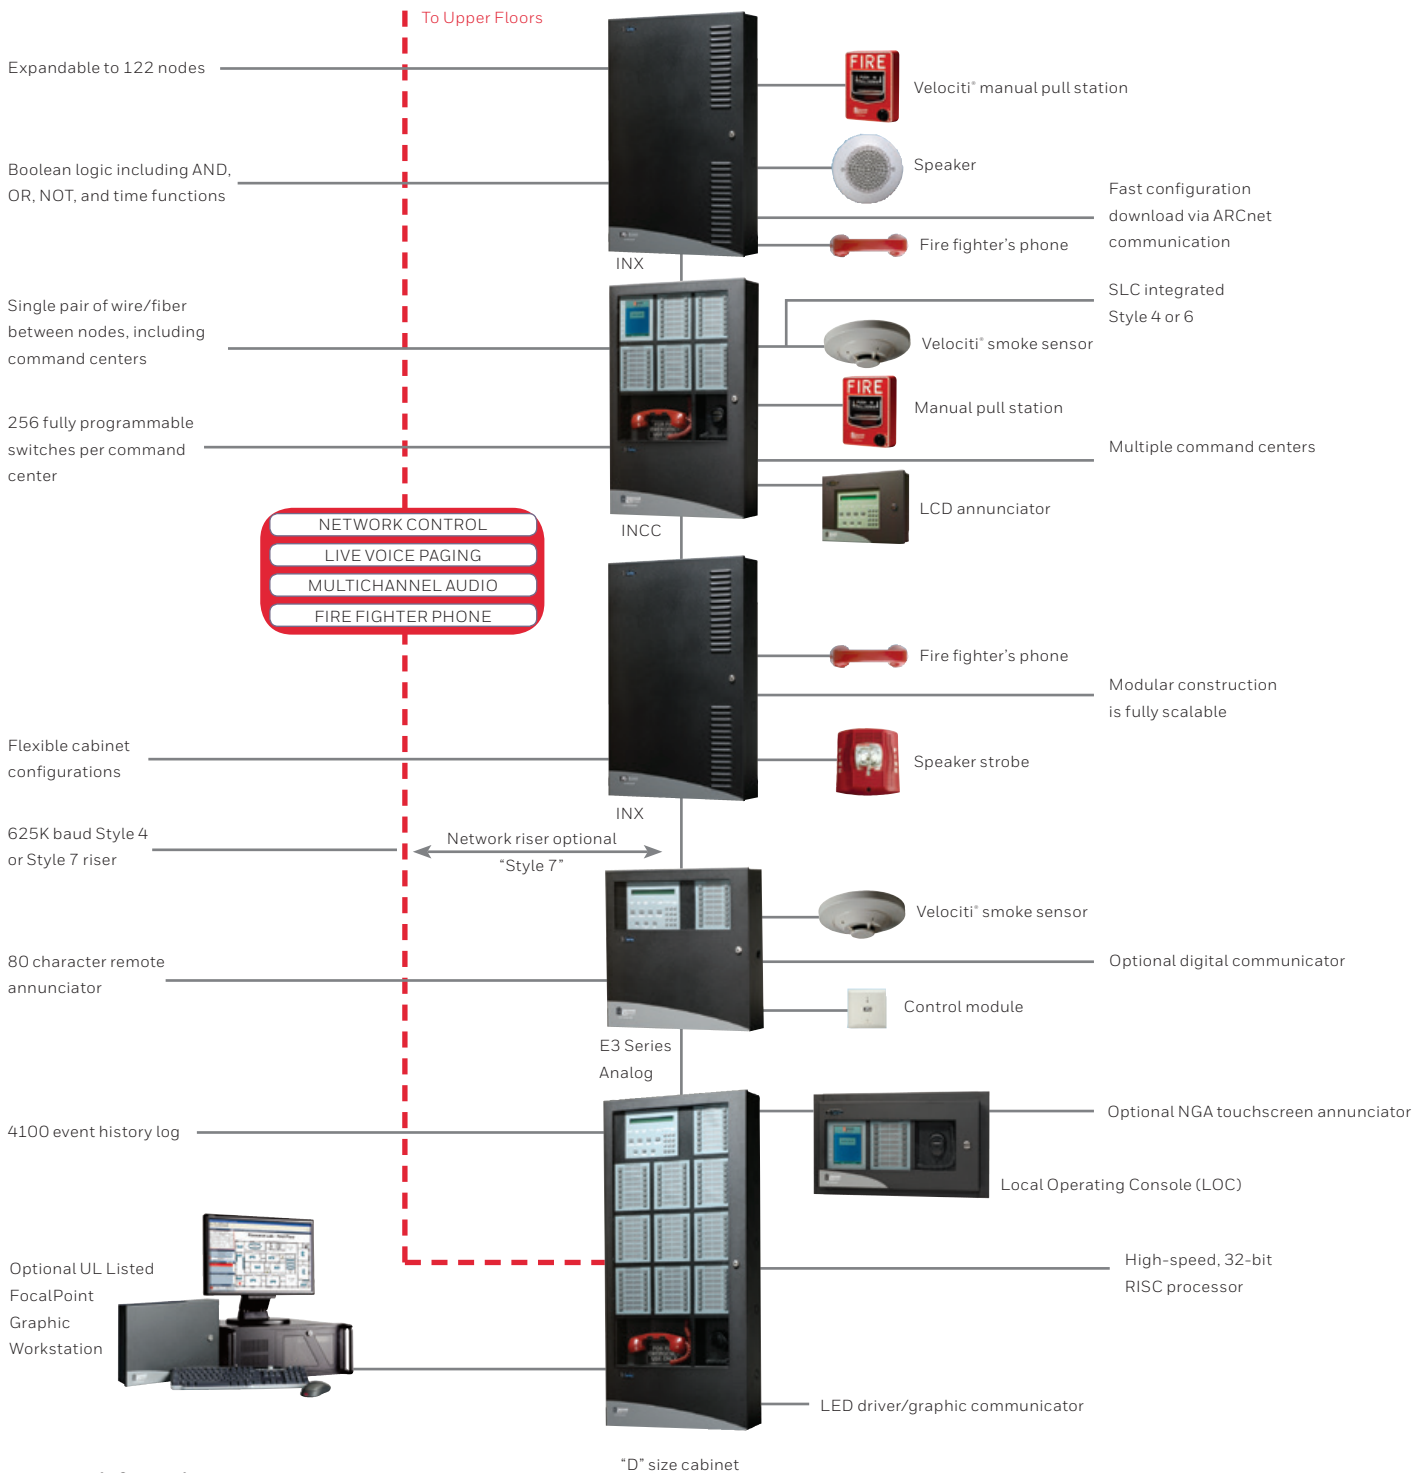 To Upper Floors
Expandable to 122 nodes
FIRE
Velociti® manual pull station
Boolean logic including AND,
OR, NOT, and time functions
Speaker
Fast configuration
download via ARCnet
communication
Fire fighter's phone
INX
Single pair of wire/fiber
between nodes, including
command centers
SLC integrated
Style 4 or 6
Velociti® smoke sensor
FIRE
Manual pull station
256 fully programmable
switches per command
center
Multiple command centers
LCD annunciator
INCC
NETWORK CONTROL
LIVE VOICE PAGING
MULTICHANNEL AUDIO
FIRE FIGHTER PHONE
Fire fighter's phone
Modular construction
is fully scalable
Flexible cabinet
configurations
Speaker strobe
INX
625K baud Style 4
or Style 7 riser
Network riser optional
“Style 7”
Velociti® smoke sensor
80 character remote
annunciator
Optional digital communicator
Control module
E3 Series
Analog
4100 event history log
Optional NGA touchscreen annunciator
Local Operating Console (LOC)
Optional UL Listed
FocalPoint
Graphic
Workstation
High-speed, 32-bit
RISC processor
LED driver/graphic communicator
“D” size cabinet